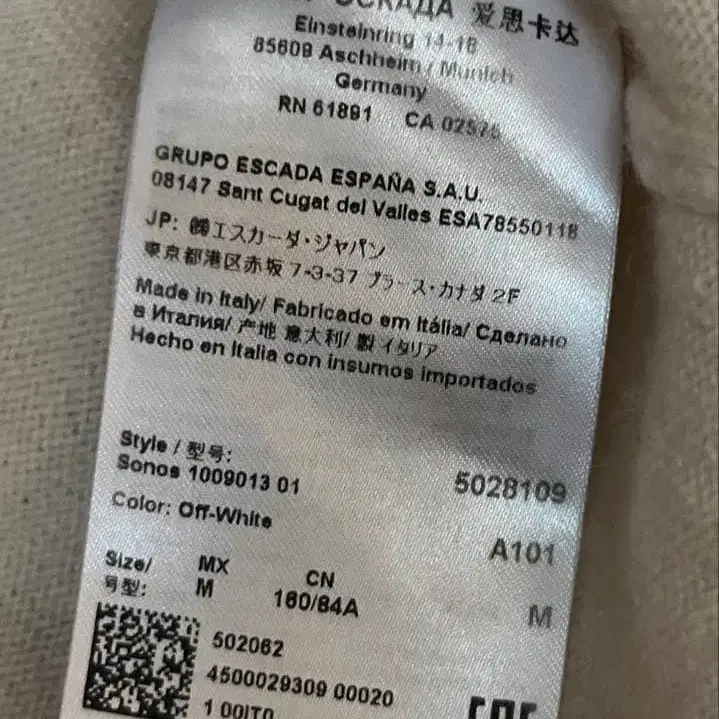 ЭСКАДА 爱思卡达
Einsteinring 14-18
85609 Aschheim / Munich
Germany
RN 61891 CA 02575
GRUPO ESCADA ESPAÑA S.A.U.
08147 Sant Cugat del Valles ESA78550118
JP: ㈱エスカーダ・ジャパン
東京都港区赤坂 7-3-37 プラース・カナダ 2F
Made in Italy/ Fabricado em Itália/ Сделано
в Италия/ 产地 意大利/ 製 イタリア
Hecho en Italia con insumos importados
Style / 型号:
Sonos 1009013 01 5028109
Color: Off-White A101
Size/ MX CN
号型: M 160/84A M
502062
4500029309 00020